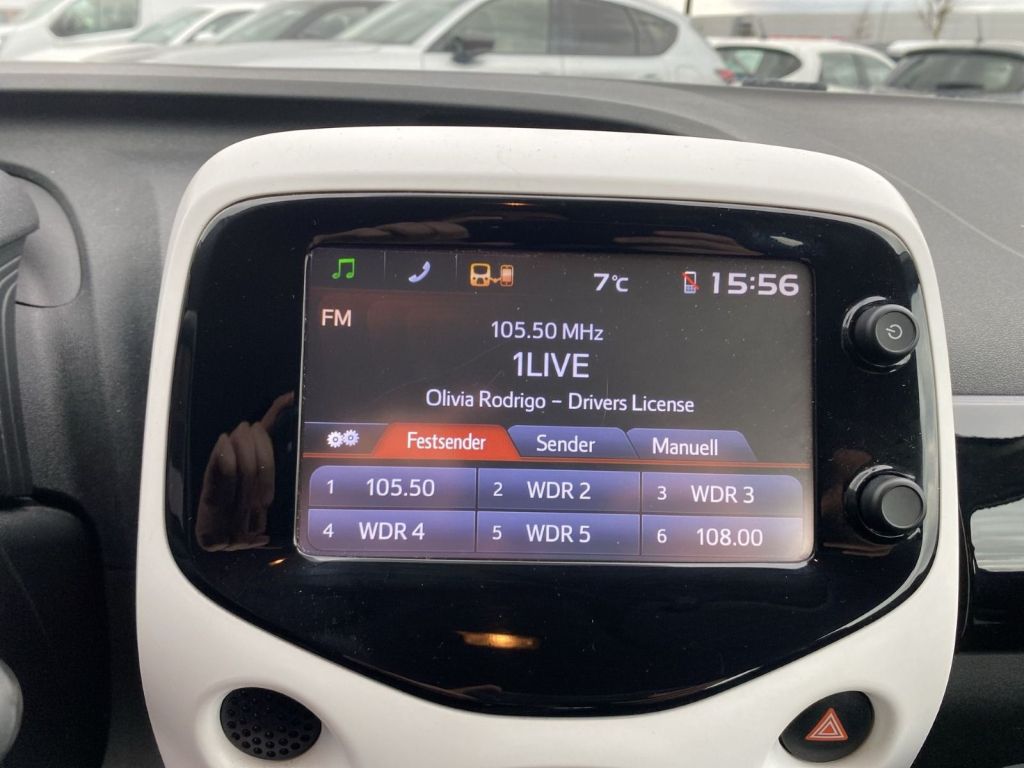 7°C 15:56
FM
105.50 MHz
1LIVE
Olivia Rodrigo – Drivers License
Festsender Sender Manuell
1 105.50 2 WDR 2 3 WDR 3
4 WDR 4 5 WDR 5 6 108.00